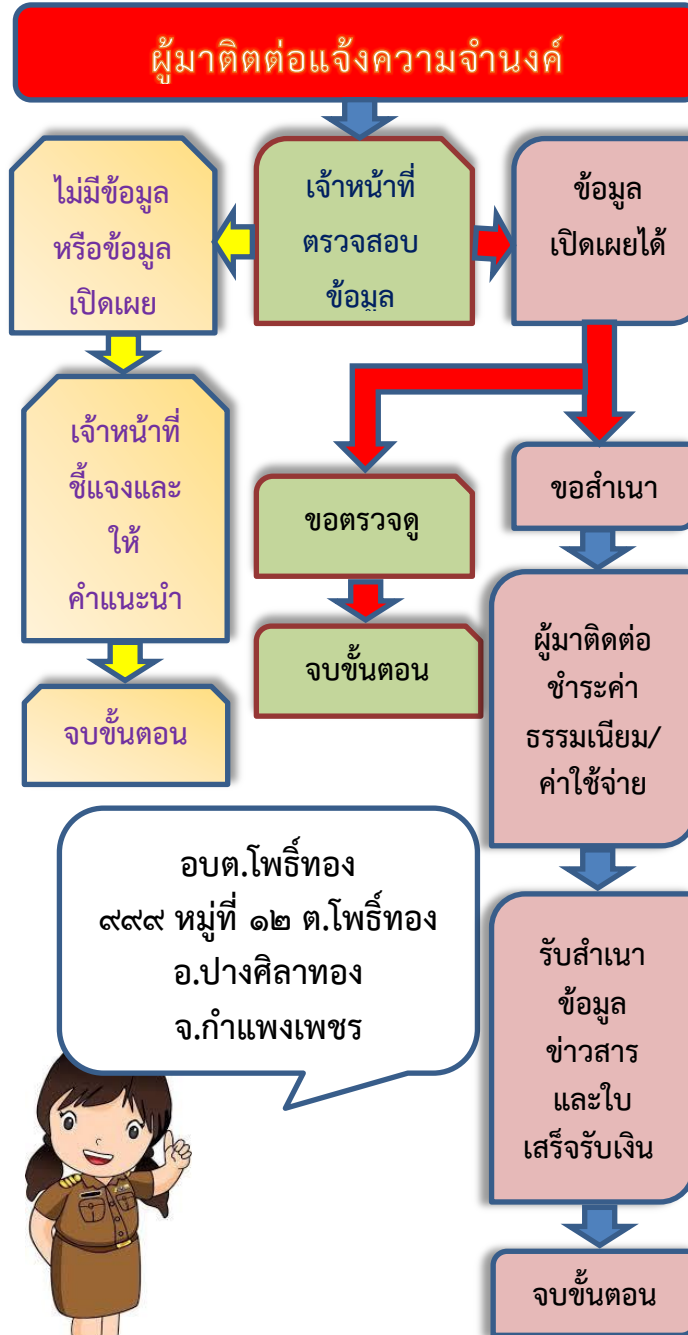 ผู้มาติตต่อแจ้งความจำนงค์
ไม่มีข้อมูล
หรือข้อมูล
เปิดเผย
เจ้าหน้าที่
ตรวจสอบ
ข้อมูล
ข้อมูล
เปิดเผยได้
เจ้าหน้าที่
ชี้แจงและ
ให้
คำแนะนำ
จบขั้นตอน
ขอตรวจดู
จบขั้นตอน
ขอสำเนา
ผู้มาติดต่อ
ชำระค่า
ธรรมเนียม/
ค่าใช้จ่าย
รับสำเนา
ข้อมูล
ข่าวสาร
และใบ
เสร็จรับเงิน
จบขั้นตอน
อบต.โพธิ์ทอง
๙๙๙ หมู่ที่ ๑๒ ต.โพธิ์ทอง
อ.ปางศิลาทอง
จ.กำแพงเพชร